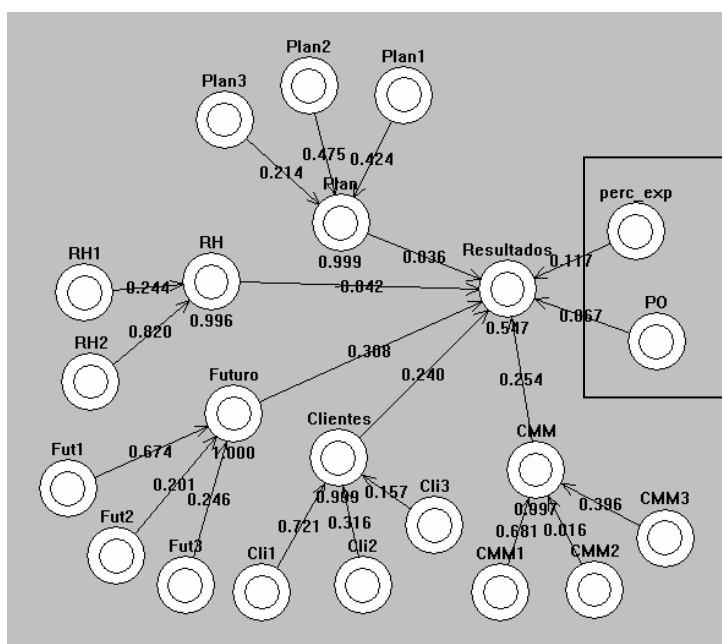 Plan2
Plan1
Plan3
0.475
0.424
0.214
Plan
perc_exp
RH
Resultados
RH1
0.999
0.036
0.117
0.244
0.042
PO
0.996
0.547
0.067
RH2
0.820
0.308
Futuro
0.240
0.254
Clientes
CMM
Fut1
0.674
1.000
0.201
0.246
0.999
0.157
Cli3
0.997
0.396
CMM3
Fut2
0.721
0.316
0.681
0.016
Fut3
Cli1
Cli2
CMM1
CMM2